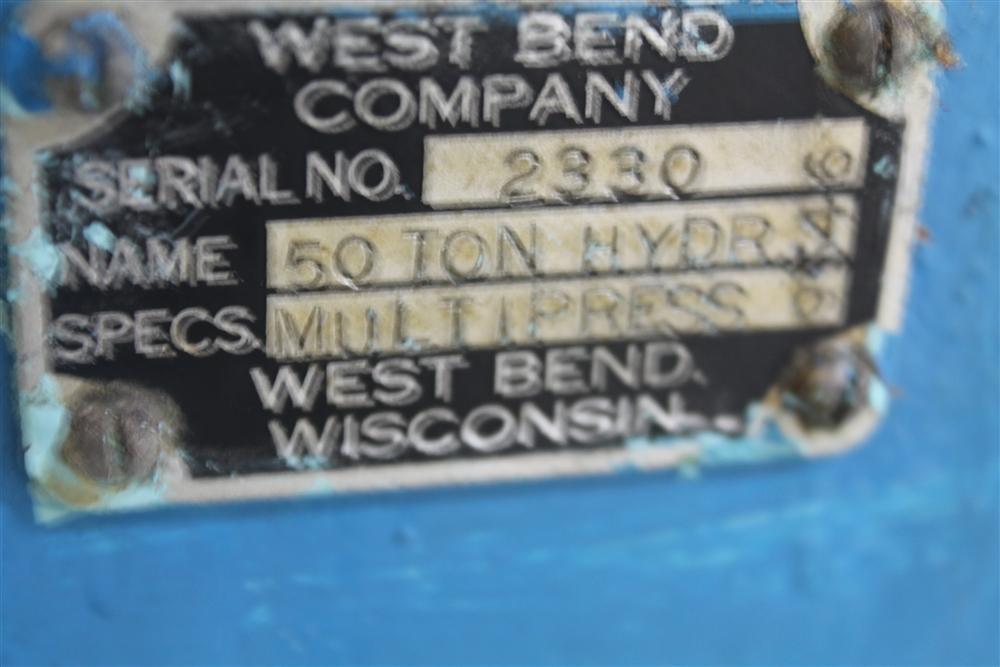 WEST BEND
COMPANY
SERIAL NO. 2330
NAME 50 TON HYDR.
SPECS. MULTIPRESS
WEST BEND,
WISCONSIN